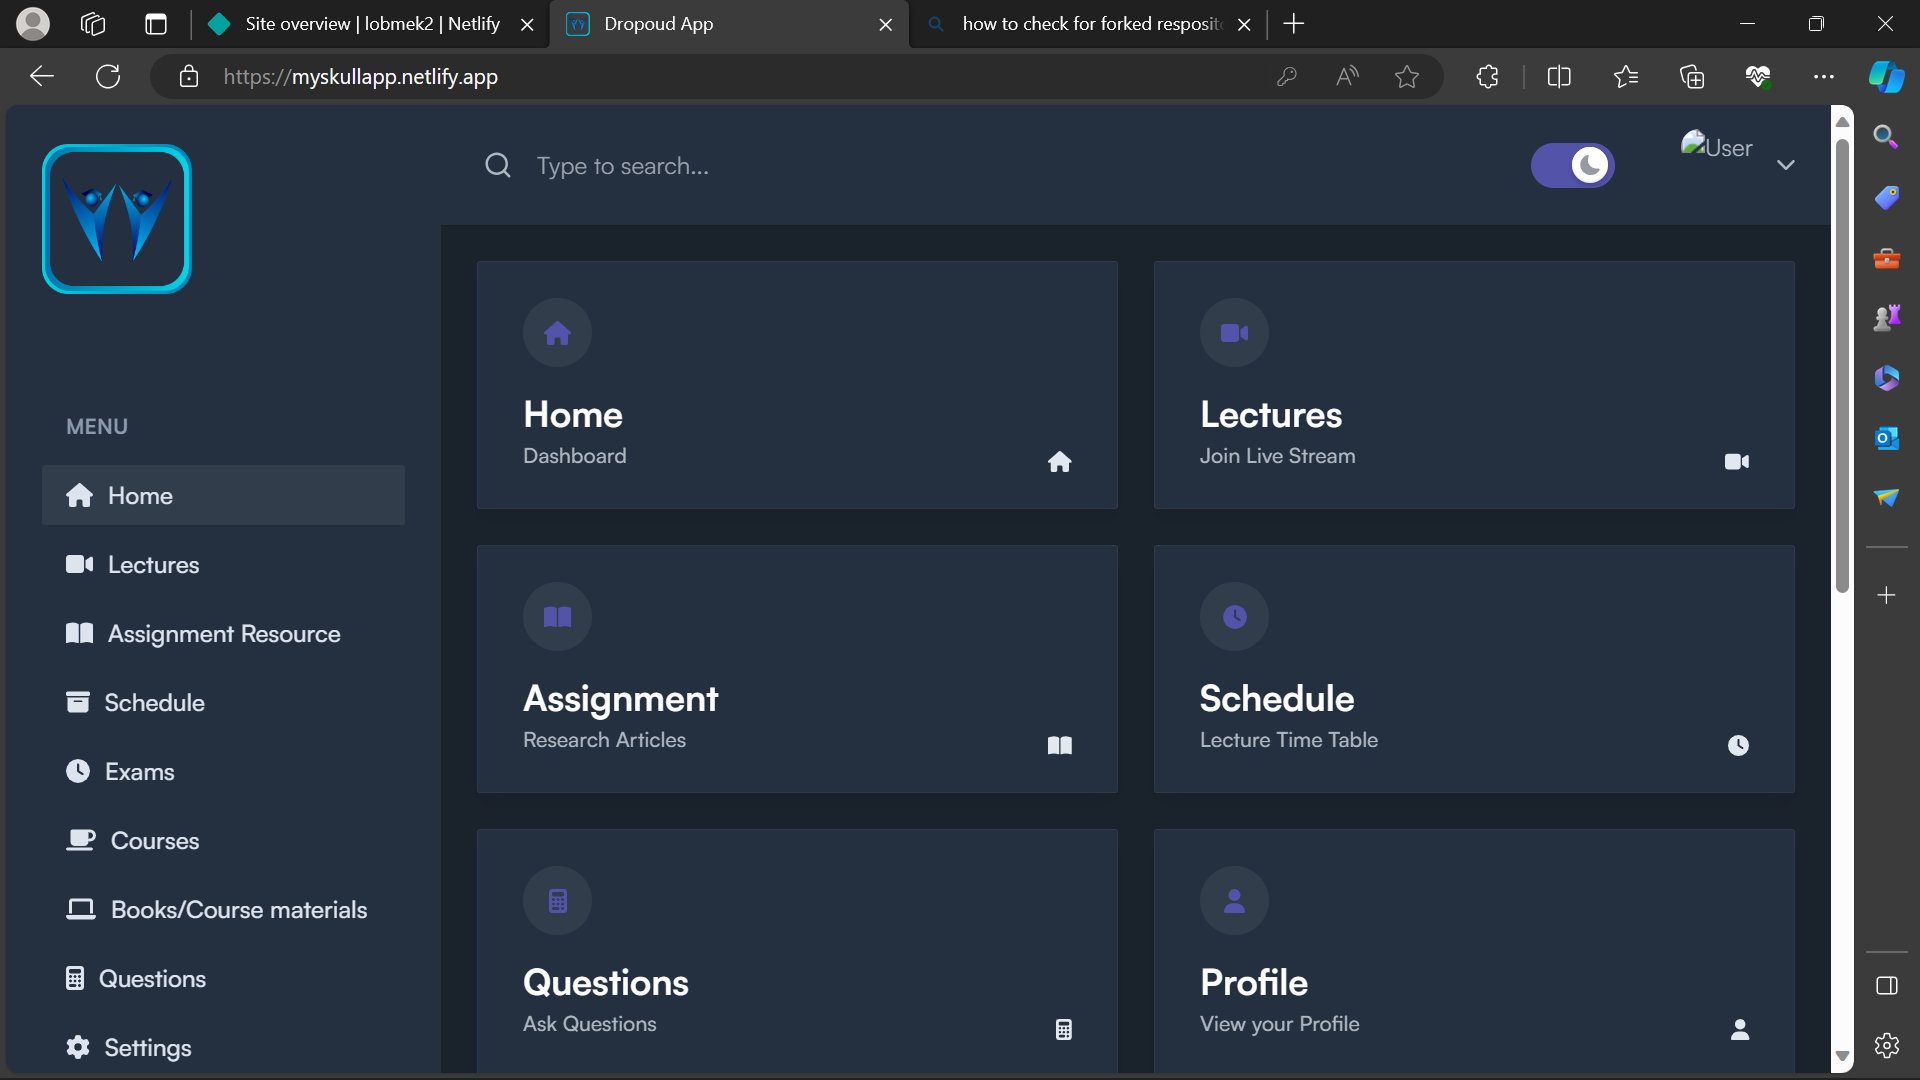 Site overview | lobmek2 | Netlify
Dropoud App
how to check for forked resposit
https://myskullapp.netlify.app
Type to search...
User
MENU
Home
Lectures
Assignment Resource
Schedule
Exams
Courses
Books/Course materials
Questions
Settings
Home
Dashboard
Lectures
Join Live Stream
Assignment
Research Articles
Schedule
Lecture Time Table
Questions
Ask Questions
Profile
View your Profile